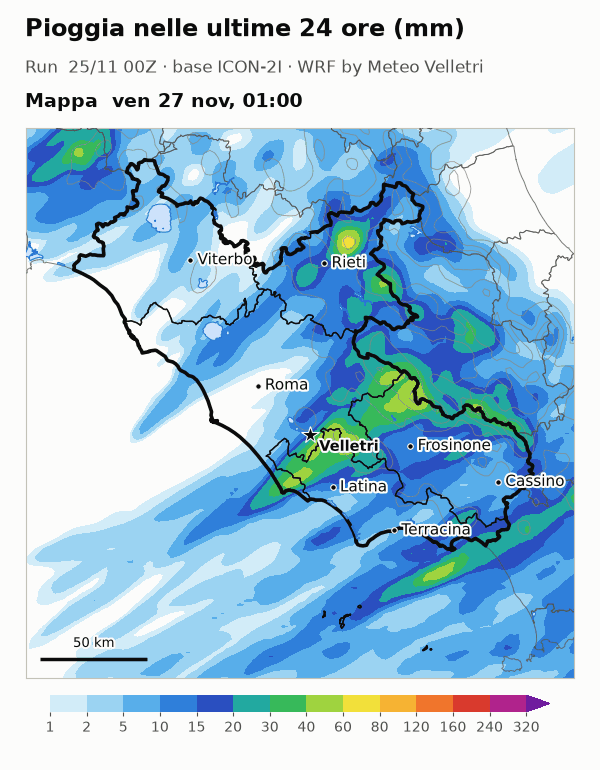 Pioggia nelle ultime 24 ore (mm)
Run  25/11 00Z · base ICON-2I · WRF by Meteo Velletri
Mappa  ven 27 nov, 01:00
Viterbo
Rieti
Roma
Velletri
Frosinone
Latina
Cassino
Terracina
50 km
1 2 5 10 15 20 30 40 60 80 120 160 240 320